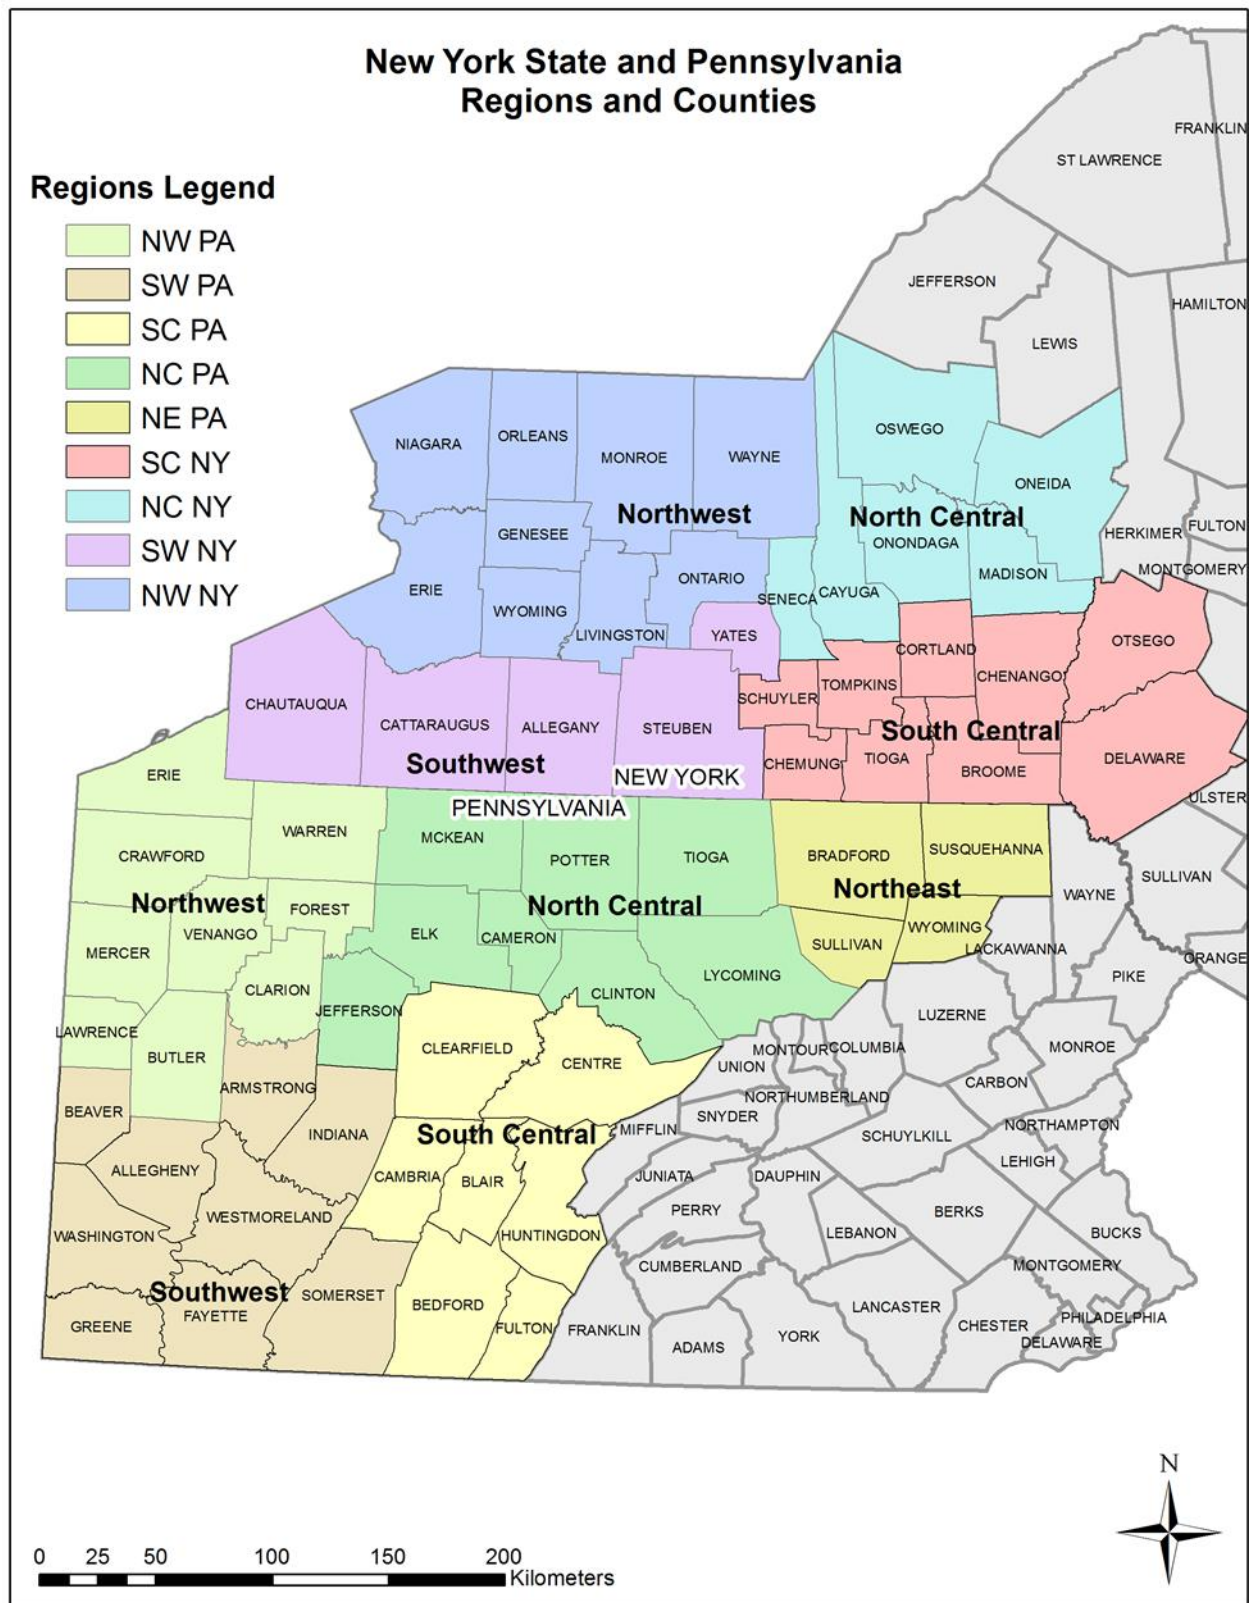 New York State and Pennsylvania
Regions and Counties
Regions Legend
NW PA
SW PA
SC PA
NC PA
NE PA
SC NY
NC NY
SW NY
NW NY
FRANKLIN
ST LAWRENCE
JEFFERSON
HAMILTON
LEWIS
OSWEGO
ORLEANS
NIAGARA
MONROE
WAYNE
ONEIDA
Northwest
North Central
HERKIMER
FULTON
GENESEE
ONONDAGA
MONTGOMERY
MADISON
ONTARIO
ERIE
SENECA
CAYUGA
WYOMING
LIVINGSTON
YATES
OTSEGO
CORTLAND
CHENANGO
TOMPKINS
SCHUYLER
CHAUTAUQUA
CATTARAUGUS
ALLEGANY
STEUBEN
South Central
TIOGA
DELAWARE
Southwest
CHEMUNG
BROOME
NEW YORK
ERIE
ULSTER
PENNSYLVANIA
WARREN
MCKEAN
POTTER
TIOGA
BRADFORD
SUSQUEHANNA
CRAWFORD
SULLIVAN
Northeast
WAYNE
Northwest
FOREST
North Central
VENANGO
ELK
CAMERON
WYOMING
SULLIVAN
LACKAWANNA
ORANGE
MERCER
LYCOMING
PIKE
CLARION
CLINTON
JEFFERSON
LUZERNE
LAWRENCE
BUTLER
CLEARFIELD
CENTRE
MONTOUR
COLUMBIA
MONROE
UNION
ARMSTRONG
CARBON
BEAVER
NORTHUMBERLAND
SNYDER
NORTHAMPTON
INDIANA
South Central
MIFFLIN
SCHUYLKILL
LEHIGH
ALLEGHENY
CAMBRIA
BLAIR
JUNIATA
DAUPHIN
WESTMORELAND
PERRY
BERKS
WASHINGTON
HUNTINGDON
LEBANON
BUCKS
CUMBERLAND
MONTGOMERY
Southwest
SOMERSET
BEDFORD
LANCASTER
FAYETTE
GREENE
FULTON
FRANKLIN
YORK
CHESTER
PHILADELPHIA
ADAMS
DELAWARE
N
0 25 50 100 150 200
Kilometers